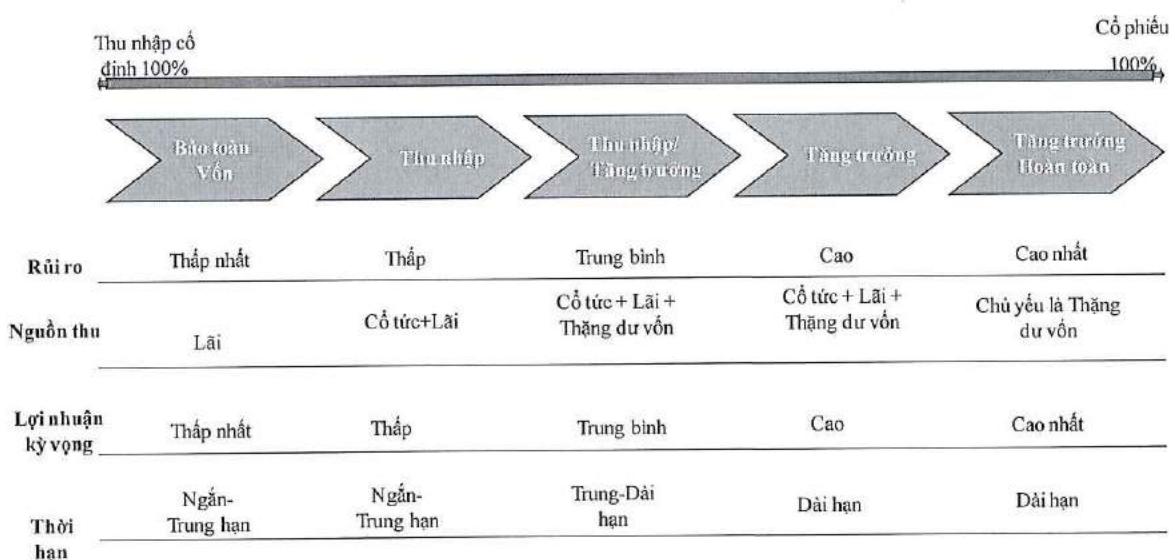 Thu nhập cố
định 100%
Cổ phiếu
100%
Bảo toàn
Vốn
Thu nhập
Thu nhập/
Tăng trưởng
Tăng trưởng
Tăng trưởng
Hoàn toàn
Rủi ro
Thấp nhất
Thấp
Trung bình
Cao
Cao nhất
Nguồn thu
Lãi
Cổ tức+Lãi
Cổ tức + Lãi +
Thặng dư vốn
Cổ tức + Lãi +
Thặng dư vốn
Chủ yếu là Thặng
dư vốn
Lợi nhuận
kỳ vọng
Thấp nhất
Thấp
Trung bình
Cao
Cao nhất
Thời
hạn
Ngắn-
Trung hạn
Ngắn-
Trung hạn
Trung-Dài
hạn
Dài hạn
Dài hạn